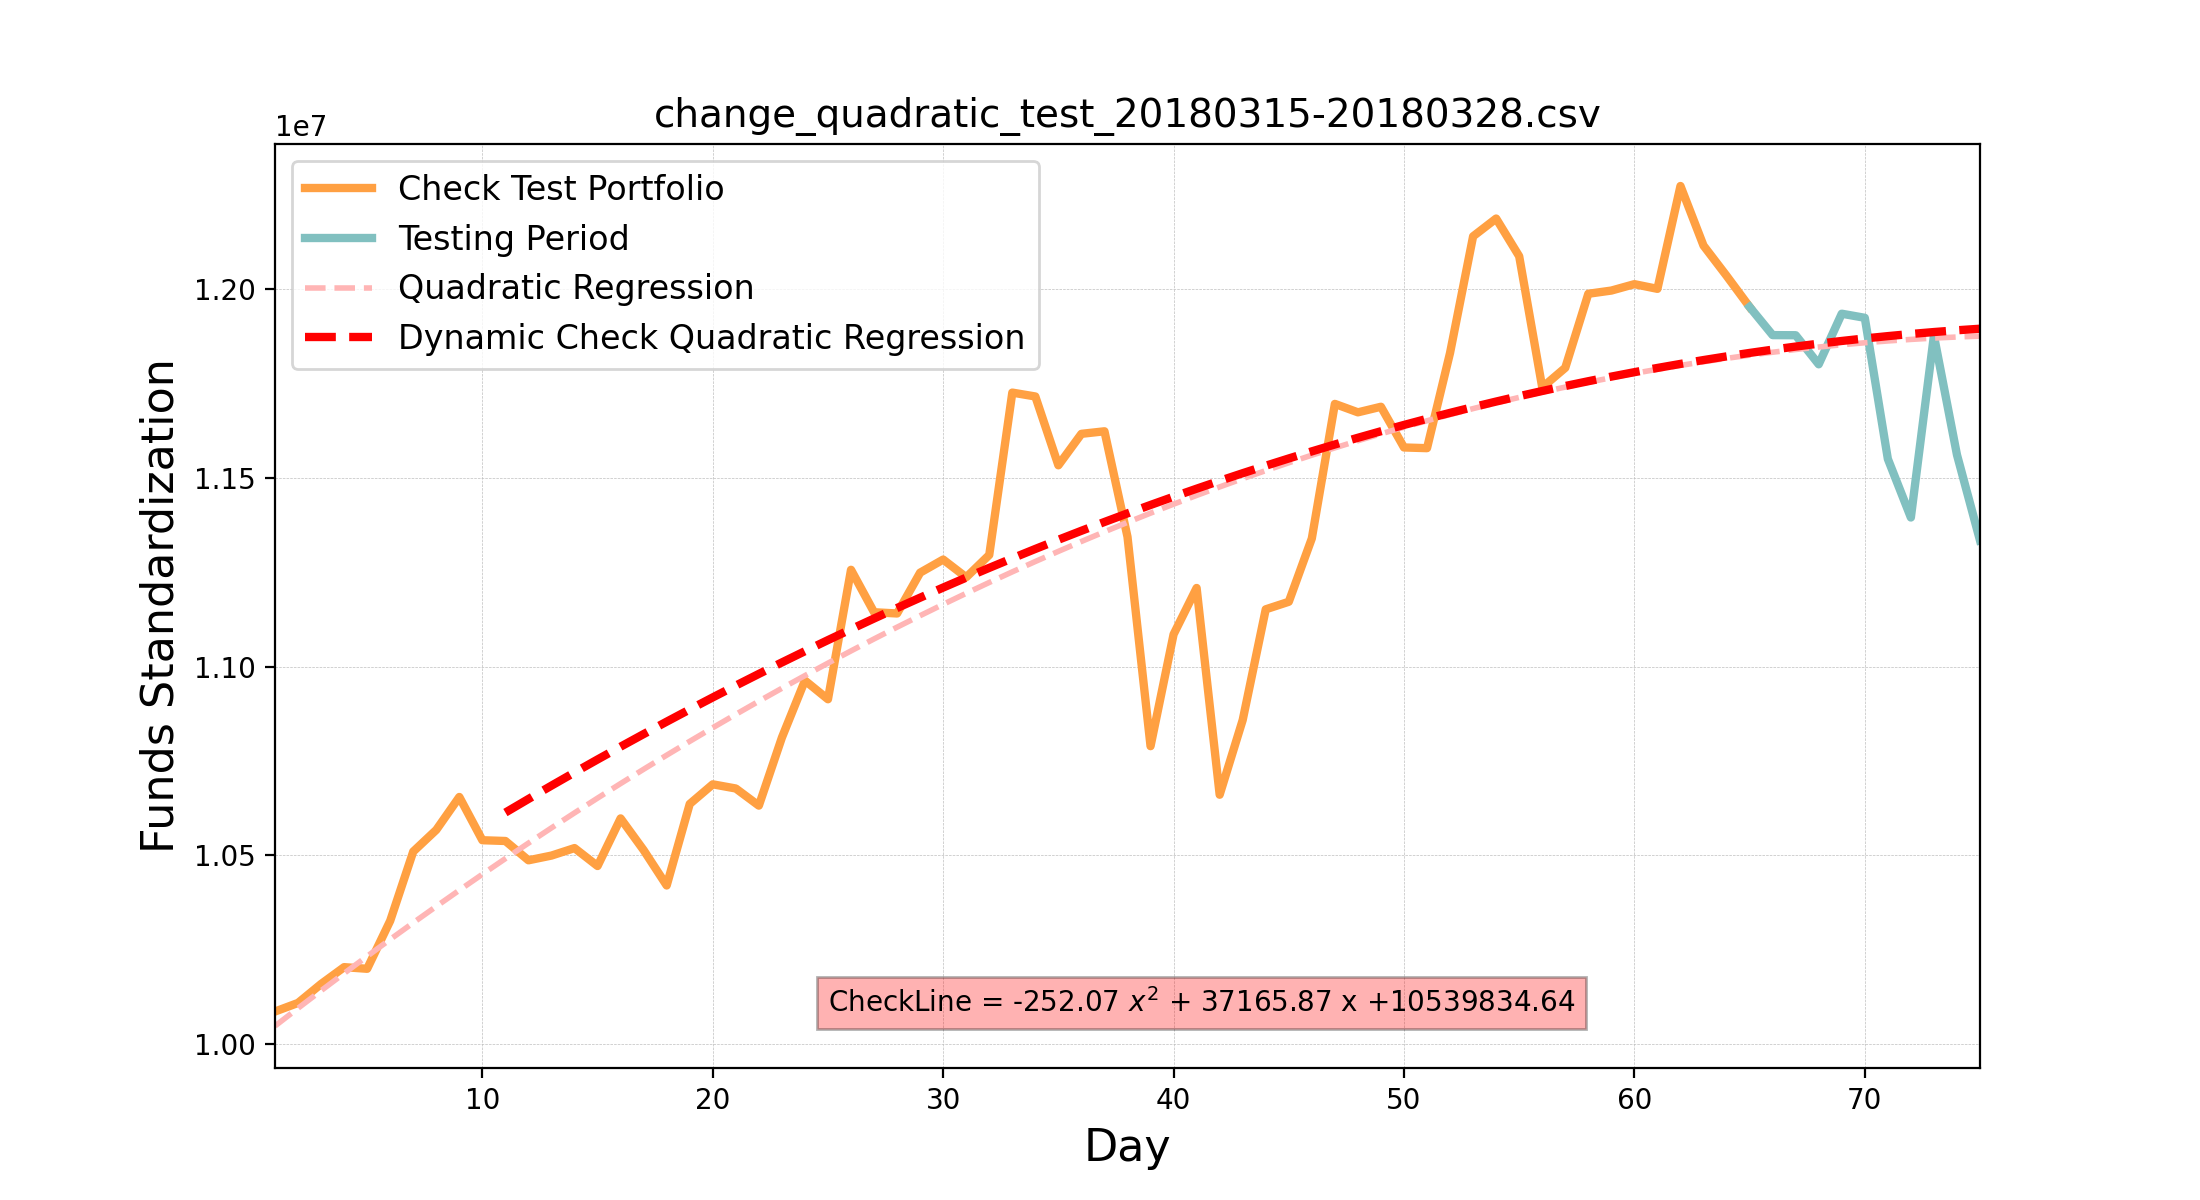 change_quadratic_test_20180315-20180328.csv
1e7
Check Test Portfolio
Testing Period
Quadratic Regression
Dynamic Check Quadratic Regression
1.20
1.15
1.10
1.05
1.00
Funds Standardization
CheckLine = -252.07 x² + 37165.87 x +10539834.64
10 20 30 40 50 60 70
Day